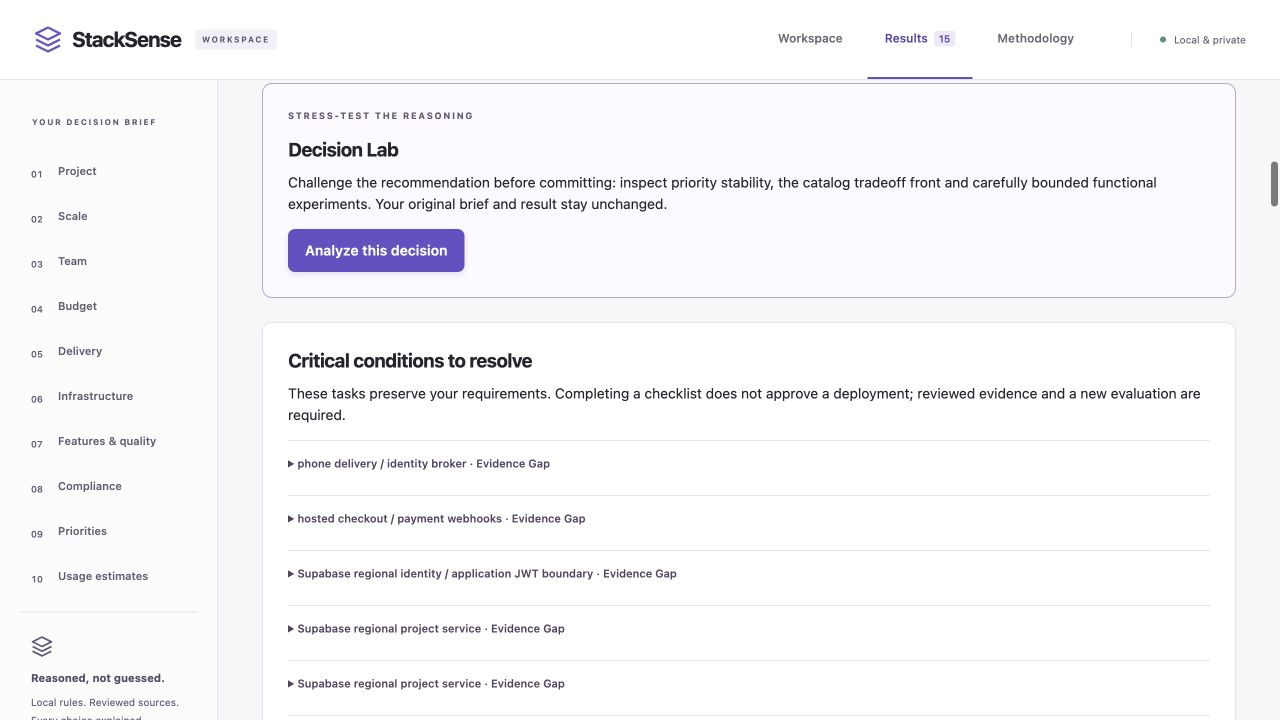 StackSense
WORKSPACE
Workspace
Results 15
Methodology
Local & private
YOUR DECISION BRIEF
01 Project
02 Scale
03 Team
04 Budget
05 Delivery
06 Infrastructure
07 Features & quality
08 Compliance
09 Priorities
10 Usage estimates
Reasoned, not guessed.
Local rules. Reviewed sources.
Every choice explained.
STRESS-TEST THE REASONING
Decision Lab
Challenge the recommendation before committing: inspect priority stability, the catalog tradeoff front and carefully bounded functional
experiments. Your original brief and result stay unchanged.
Analyze this decision
Critical conditions to resolve
These tasks preserve your requirements. Completing a checklist does not approve a deployment; reviewed evidence and a new evaluation are
required.
phone delivery / identity broker · Evidence Gap
hosted checkout / payment webhooks · Evidence Gap
Supabase regional identity / application JWT boundary · Evidence Gap
Supabase regional project service · Evidence Gap
Supabase regional project service · Evidence Gap